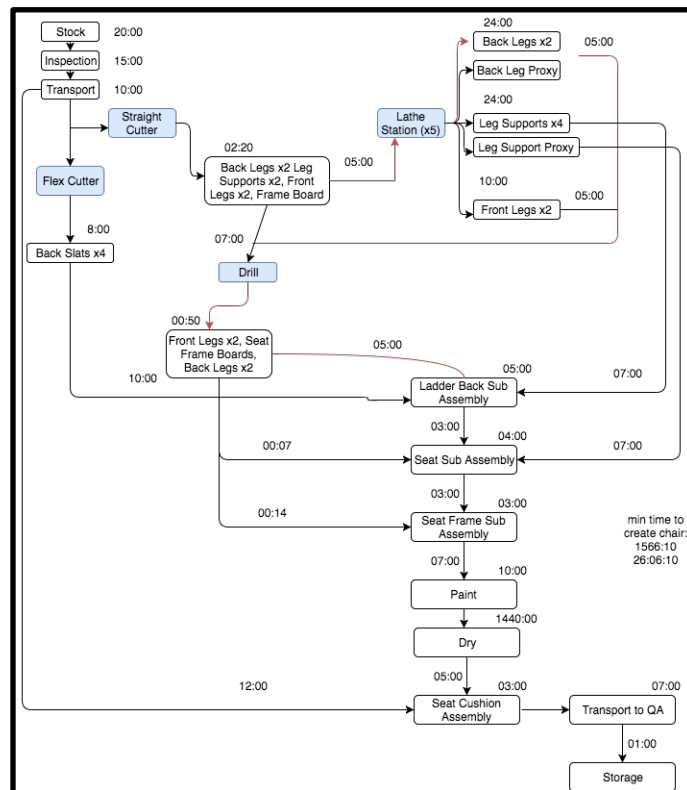 Stock
20:00
Inspection
15:00
Transport
10:00
Straight
Cutter
Flex Cutter
8:00
Back Slats x4
02:20
Back Legs x2 Leg
Supports x2, Front
Legs x2, Frame Board
05:00
Lathe
Station (x5)
24:00
Back Legs x2
05:00
Back Leg Proxy
24:00
Leg Supports x4
Leg Support Proxy
10:00
Front Legs x2
05:00
07:00
Drill
00:50
Front Legs x2, Seat
Frame Boards,
Back Legs x2
05:00
10:00
05:00
Ladder Back Sub
Assembly
07:00
03:00
04:00
00:07
Seat Sub Assembly
07:00
03:00
03:00
00:14
Seat Frame Sub
Assembly
min time to
create chair:
1566:10
26:06:10
07:00
10:00
Paint
1440:00
Dry
05:00
12:00
03:00
Seat Cushion
Assembly
07:00
Transport to QA
01:00
Storage